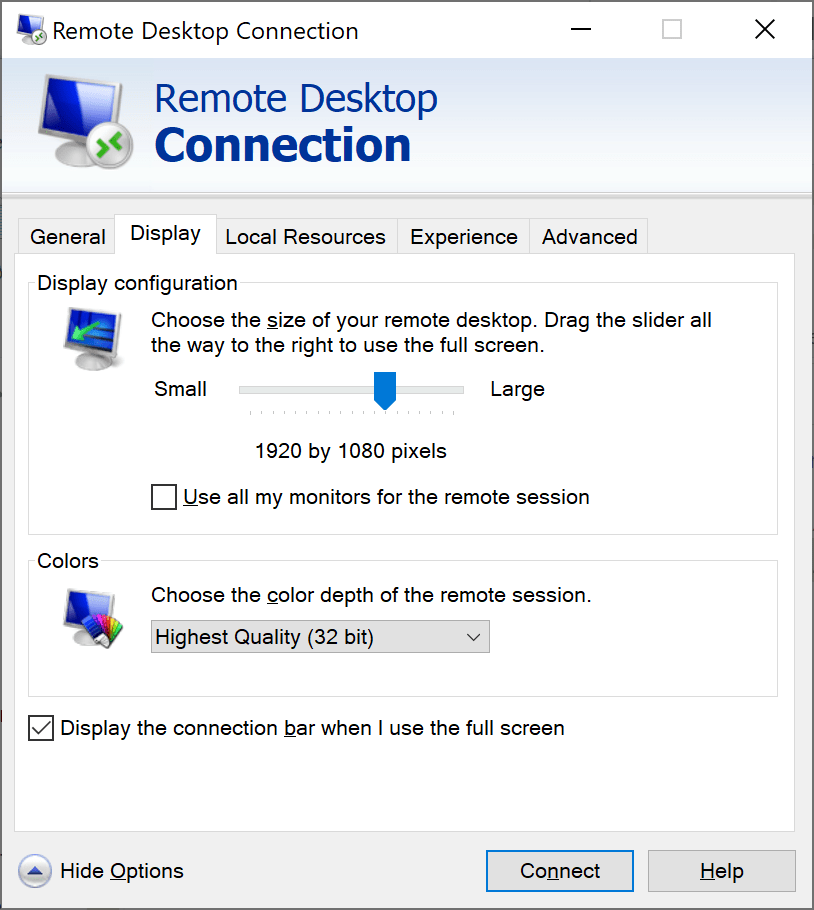 Remote Desktop Connection
Remote Desktop
Connection
General Display Local Resources Experience Advanced
Display configuration
Choose the size of your remote desktop. Drag the slider all
the way to the right to use the full screen.
Small Large
1920 by 1080 pixels
Use all my monitors for the remote session
Colors
Choose the color depth of the remote session.
Highest Quality (32 bit)
Display the connection bar when I use the full screen
Hide Options Connect Help